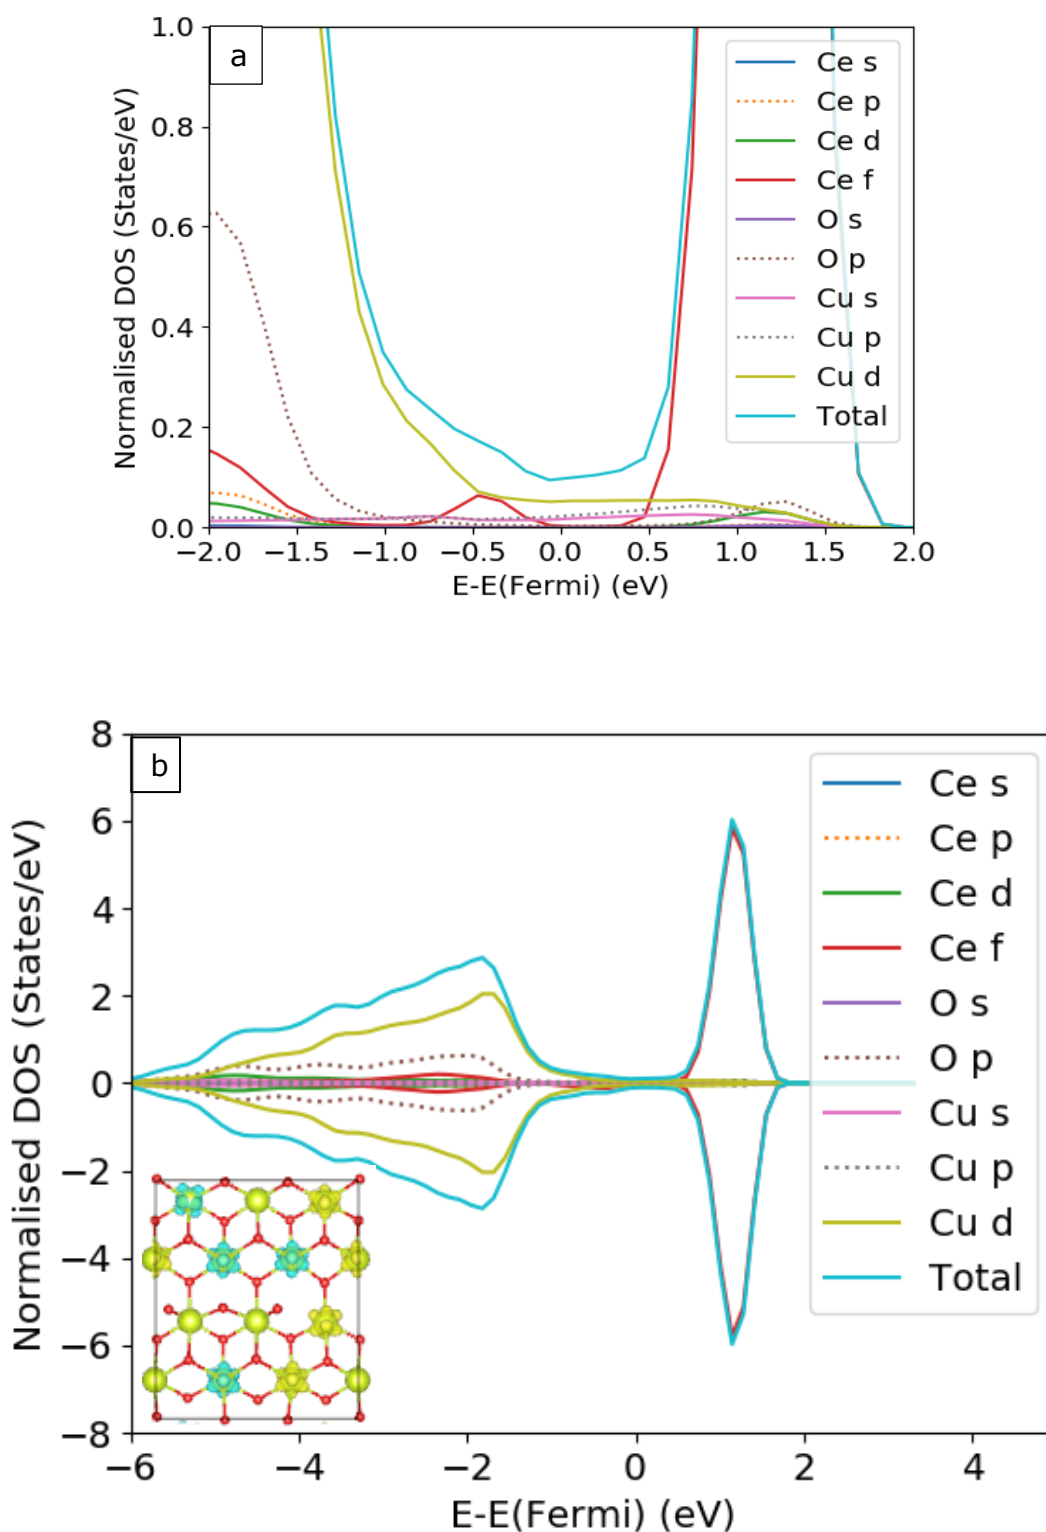 a
1.0
0.8
0.6
0.4
0.2
0.0
Normalised DOS (States/eV)
Ce s
Ce p
Ce d
Ce f
O s
O p
Cu s
Cu p
Cu d
Total
−2.0 −1.5 −1.0 −0.5 0.0 0.5 1.0 1.5 2.0
E-E(Fermi) (eV)
b
8
6
4
2
0
−2
−4
−6
−8
Normalised DOS (States/eV)
Ce s
Ce p
Ce d
Ce f
O s
O p
Cu s
Cu p
Cu d
Total
−6 −4 −2 0 2 4
E-E(Fermi) (eV)